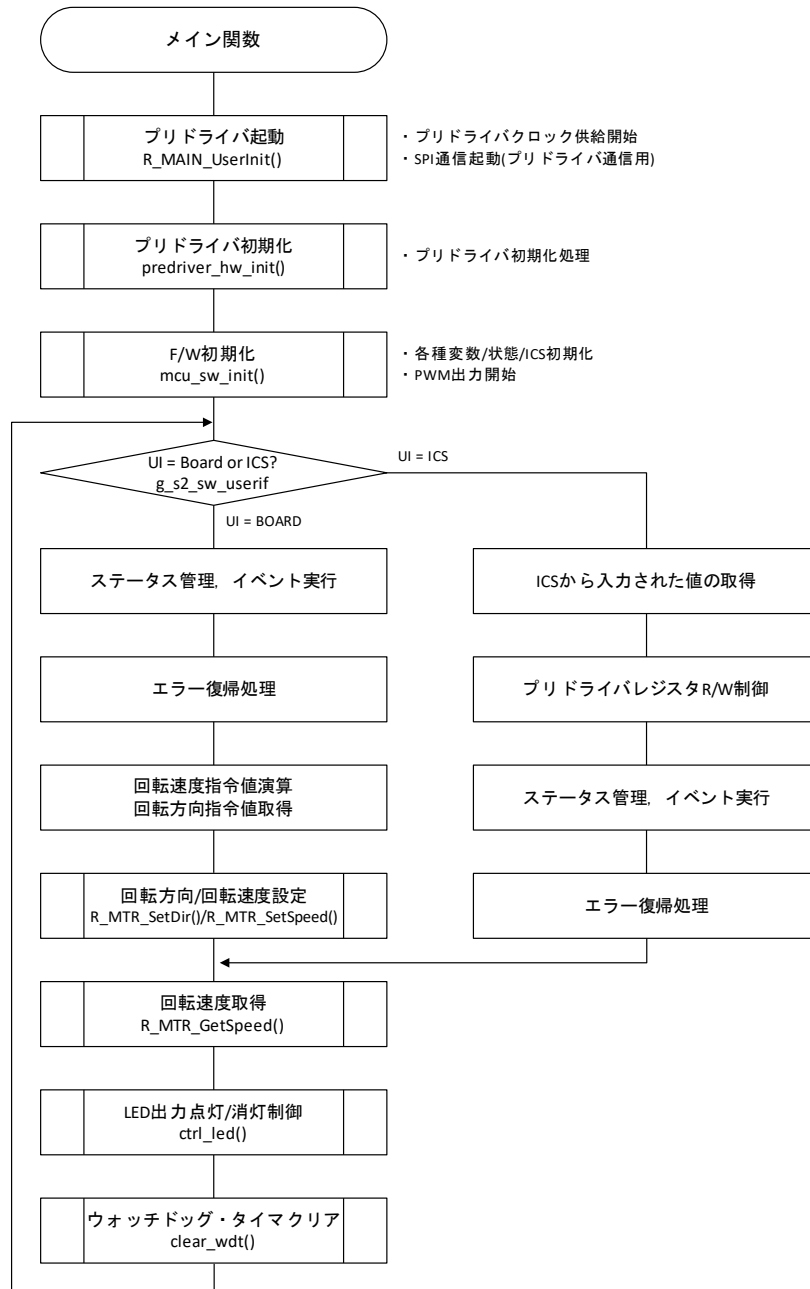 メイン関数
プリドライバ起動
R_MAIN_UserInit()
・プリドライバクロック供給開始
・SPI通信起動(プリドライバ通信用)
プリドライバ初期化
predriver_hw_init()
・プリドライバ初期化処理
F/W初期化
mcu_sw_init()
・各種変数/状態/ICS初期化
・PWM出力開始
UI = Board or ICS?
g_s2_sw_userif
UI = ICS
UI = BOARD
ステータス管理, イベント実行
エラー復帰処理
回転速度指令値演算
回転方向指令値取得
回転方向/回転速度設定
R_MTR_SetDir()/R_MTR_SetSpeed()
ICSから入力された値の取得
プリドライバレジスタR/W制御
ステータス管理, イベント実行
エラー復帰処理
回転速度取得
R_MTR_GetSpeed()
LED出力点灯/消灯制御
ctrl_led()
ウォッチドッグ・タイマクリア
clear_wdt()